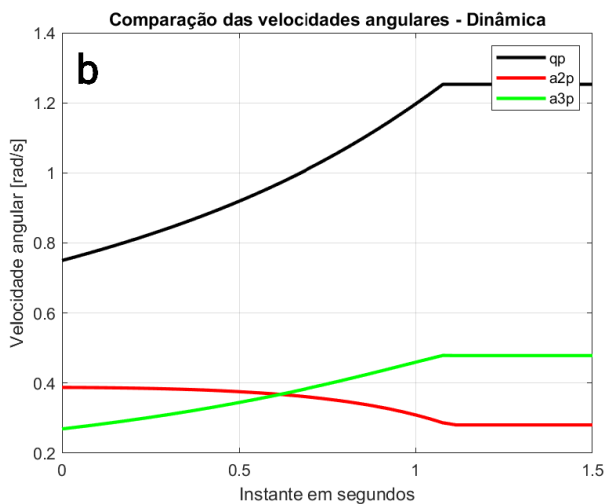 Comparação das velocidades angulares - Dinâmica
b
qp
a2p
a3p
Velocidade angular [rad/s]
1.4
1.2
1
0.8
0.6
0.4
0.2
0 0.5 1 1.5
Instante em segundos